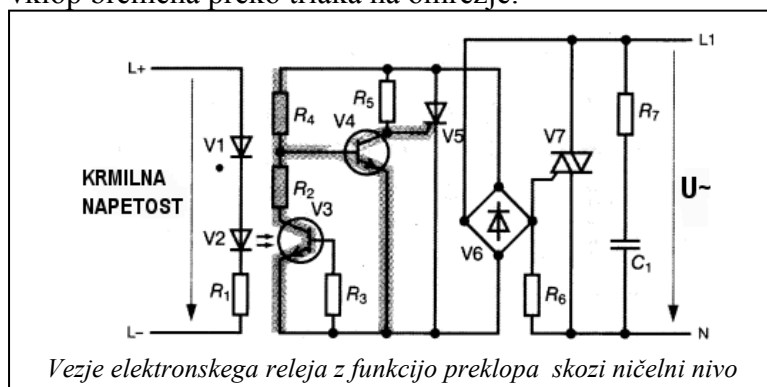 vklop bremena preko triaka na omrežje.
L+
L1
R4
R5
V4
V5
V1
R7
V7
KRMILNA
NAPETOST
R2
U~
V3
V2
V6
C1
R1
R3
R6
L–
N
Vezje elektronskega releja z funkcijo preklopa skozi ničelni nivo